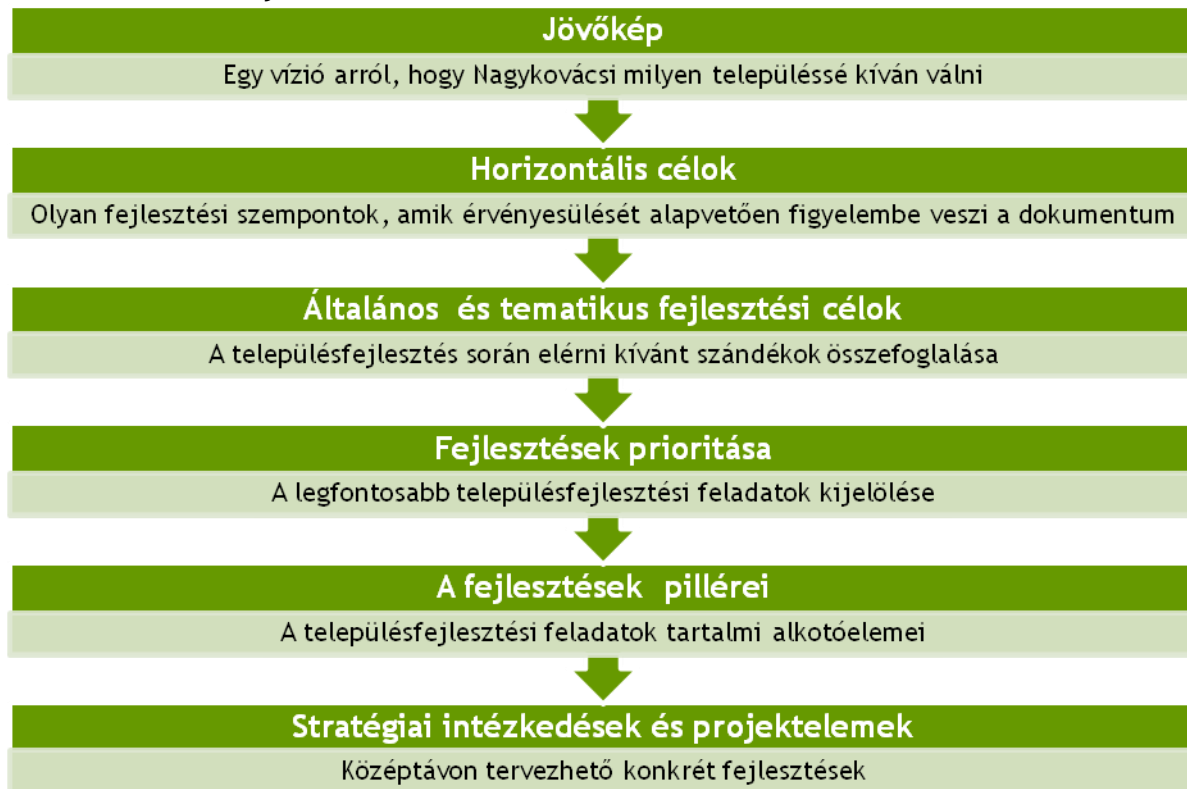 Jövőkép
Egy vízió arról, hogy Nagykovácsi milyen településsé kíván válni
Horizontális célok
Olyan fejlesztési szempontok, amik érvényesülését alapvetően figyelembe veszi a dokumentum
Általános és tematikus fejlesztési célok
A településfejlesztés során elérni kívánt szándékok összefoglalása
Fejlesztések prioritása
A legfontosabb településfejlesztési feladatok kijelölése
A fejlesztések pillérei
A településfejlesztési feladatok tartalmi alkotóelemei
Stratégiai intézkedések és projektelemek
Középtávon tervezhető konkrét fejlesztések